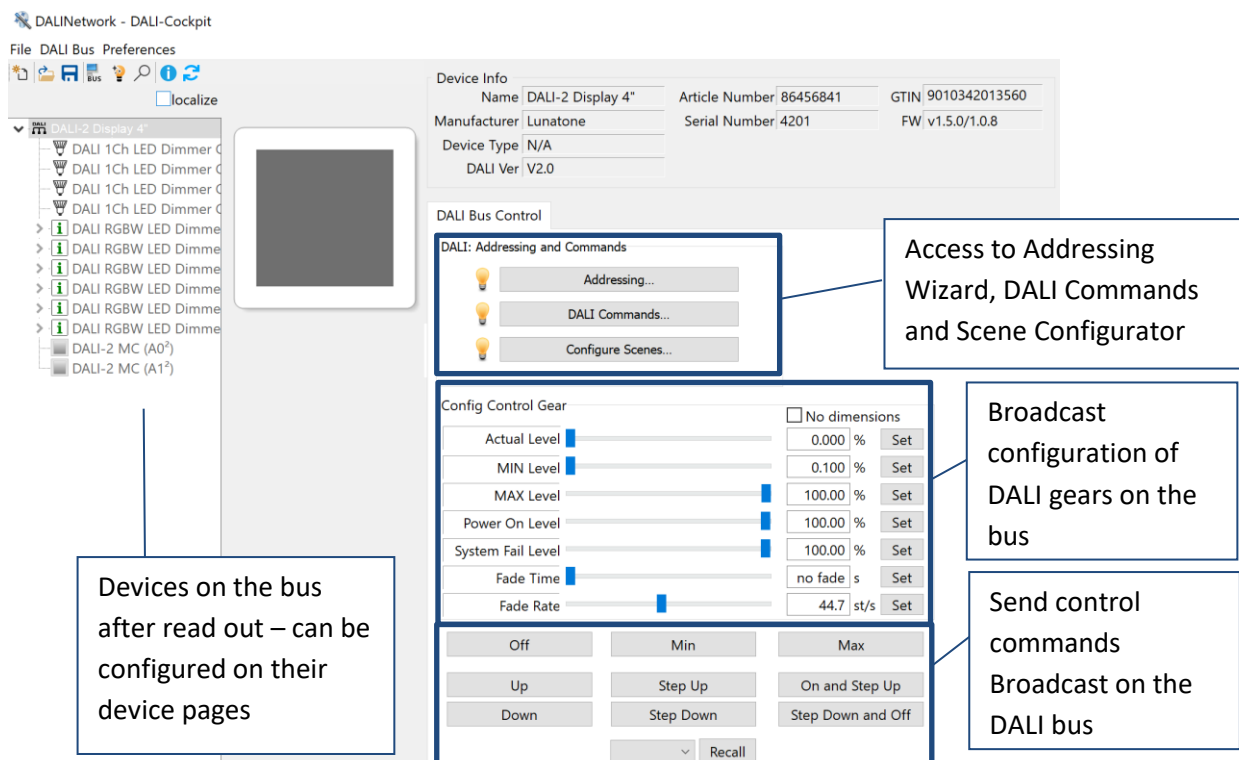 DALINetwork - DALI-Cockpit
File DALI Bus Preferences
BUS
localize
DALI
DALI-2 Display 4"
DALI 1Ch LED Dimmer
DALI 1Ch LED Dimmer
DALI 1Ch LED Dimmer
DALI 1Ch LED Dimmer
DALI RGBW LED Dimme
DALI RGBW LED Dimme
DALI RGBW LED Dimme
DALI RGBW LED Dimme
DALI RGBW LED Dimme
DALI RGBW LED Dimme
DALI-2 MC (A0²)
DALI-2 MC (A1²)
Device Info
Name DALI-2 Display 4" Article Number 86456841 GTIN 9010342013560
Manufacturer Lunatone Serial Number 4201 FW v1.5.0/1.0.8
Device Type N/A
DALI Ver V2.0
DALI Bus Control
DALI: Addressing and Commands
Addressing...
DALI Commands...
Configure Scenes...
Access to Addressing
Wizard, DALI Commands
and Scene Configurator
Config Control Gear
No dimensions
Actual Level 0.000 % Set
MIN Level 0.100 % Set
MAX Level 100.00 % Set
Power On Level 100.00 % Set
System Fail Level 100.00 % Set
Fade Time no fade s Set
Fade Rate 44.7 st/s Set
Broadcast
configuration of
DALI gears on the
bus
Off Min Max
Up Step Up On and Step Up
Down Step Down Step Down and Off
Recall
Send control
commands
Broadcast on the
DALI bus
Devices on the bus
after read out – can be
configured on their
device pages